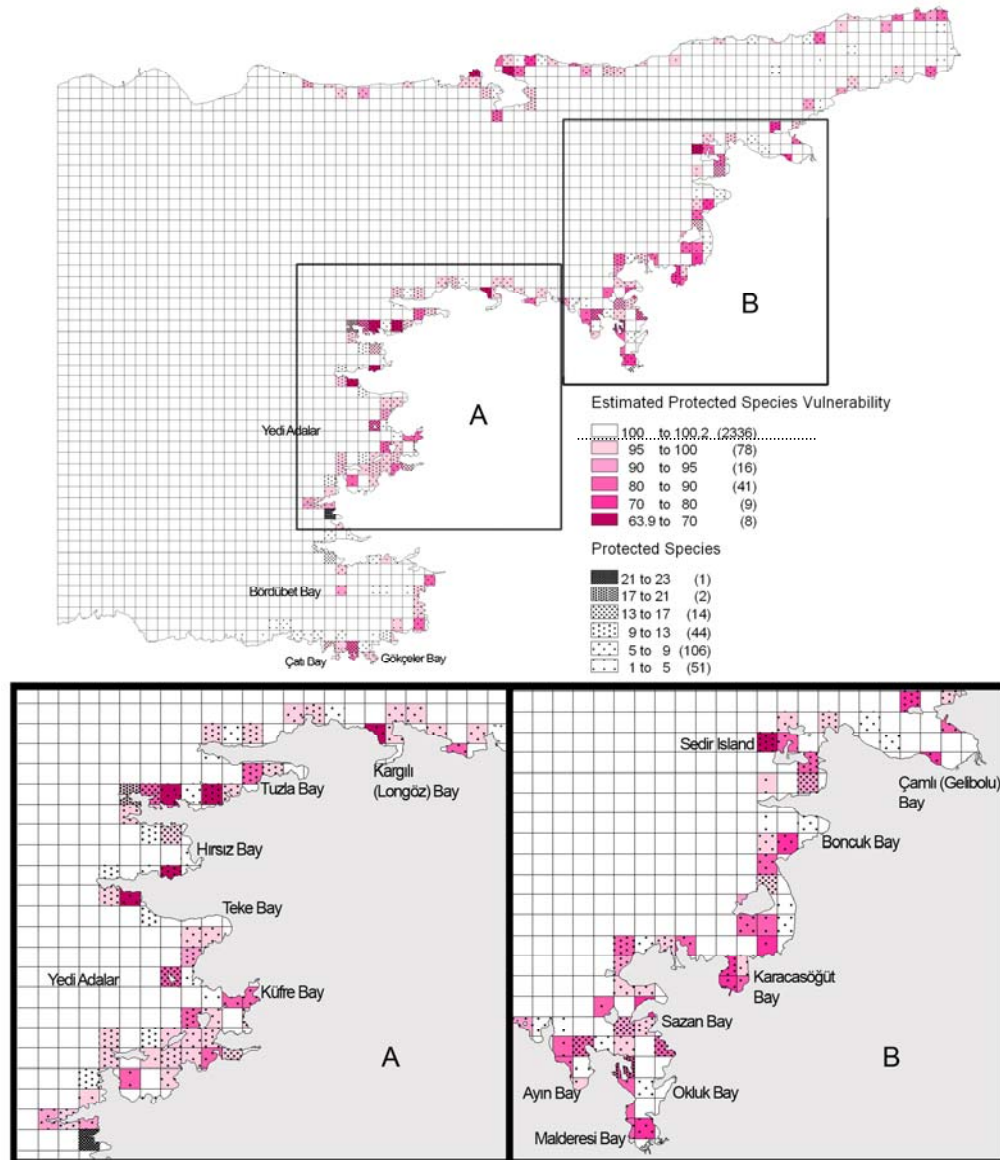 B
A
Yedi Adalar
Bördübet Bay
Çatı Bay
Gökçeler Bay
Estimated Protected Species Vulnerability
100 to 100.2 (2336)
95 to 100 (78)
90 to 95 (16)
80 to 90 (41)
70 to 80 (9)
63.9 to 70 (8)
Protected Species
21 to 23 (1)
17 to 21 (2)
13 to 17 (14)
9 to 13 (44)
5 to 9 (106)
1 to 5 (51)
Kargılı
(Longöz) Bay
Tuzla Bay
Hırsız Bay
Teke Bay
Yedi Adalar
Küfre Bay
A
Sedir Island
Çamlı (Gelibolu)
Bay
Boncuk Bay
Karacasöğüt
Bay
Sazan Bay
Ayın Bay
Okluk Bay
Malderesi Bay
B